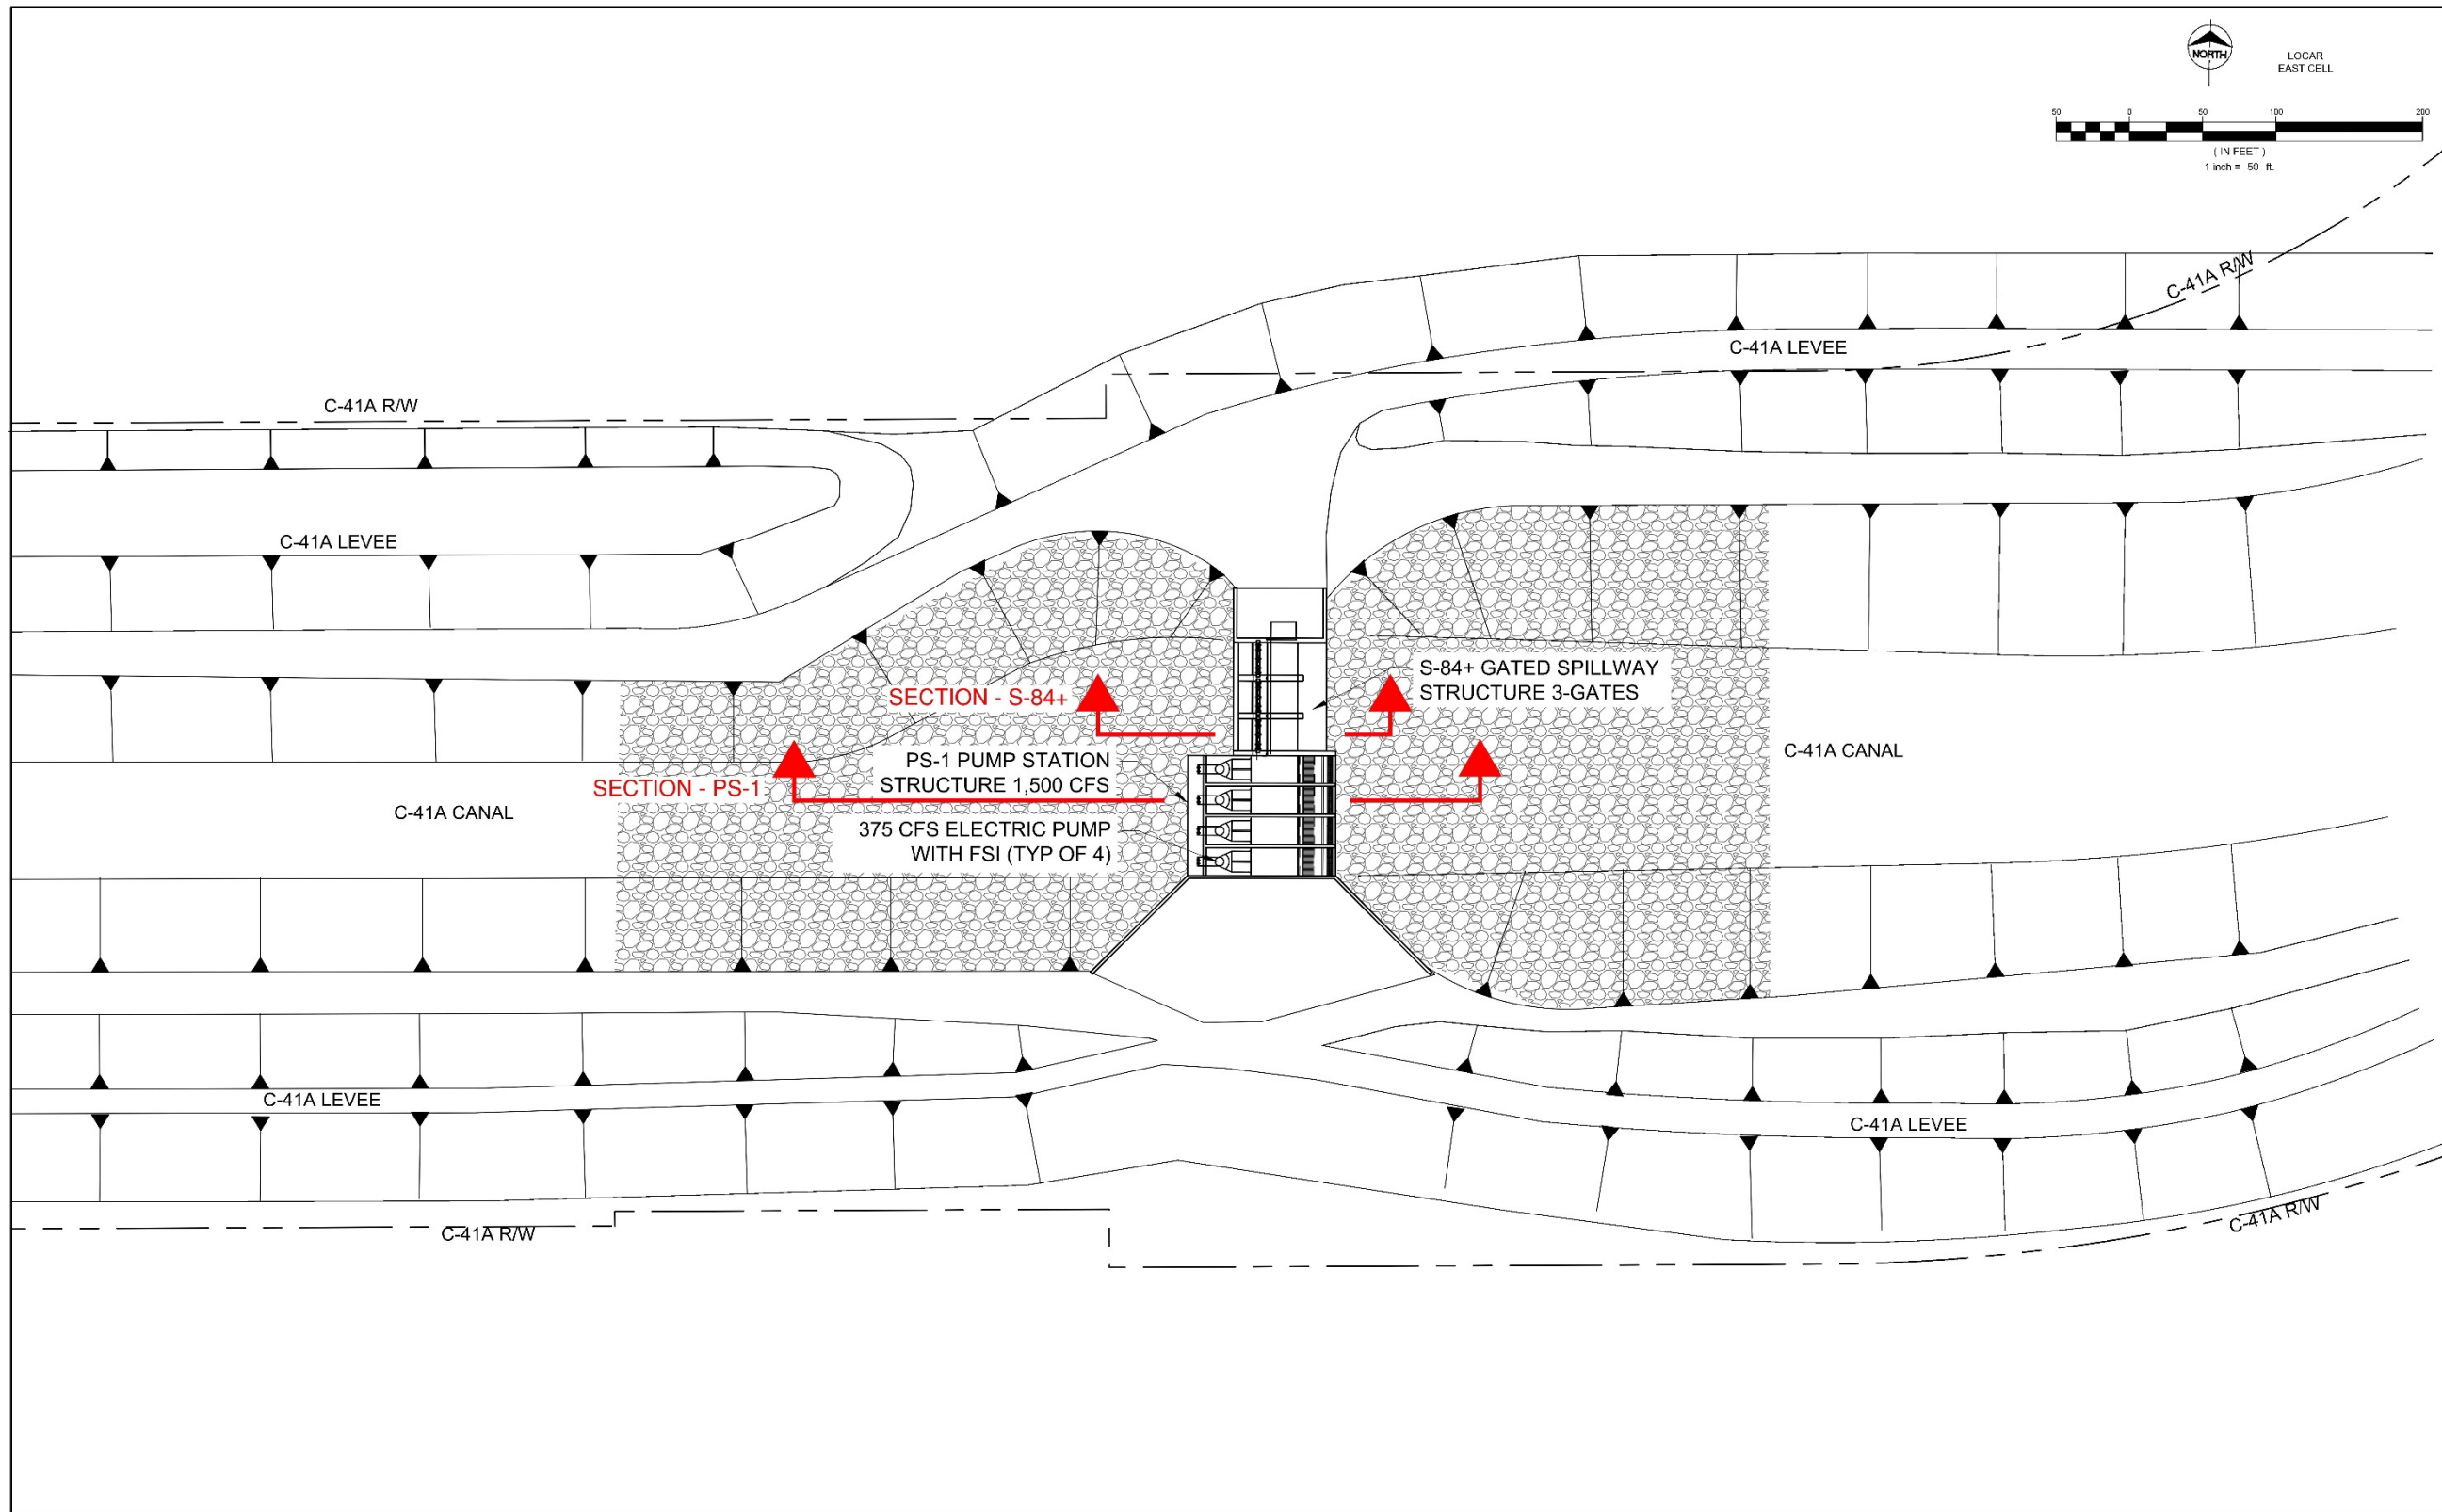 NORTH
LOCAR
EAST CELL
50 0 50 100 200
( IN FEET )
1 inch = 50 ft.
C-41A R/W
C-41A LEVEE
C-41A R/W
C-41A LEVEE
S-84+ GATED SPILLWAY
STRUCTURE 3-GATES
SECTION - S-84+
C-41A CANAL
PS-1 PUMP STATION
STRUCTURE 1,500 CFS
SECTION - PS-1
C-41A CANAL
375 CFS ELECTRIC PUMP
WITH FSI (TYP OF 4)
C-41A LEVEE
C-41A LEVEE
C-41A R/W
C-41A R/W